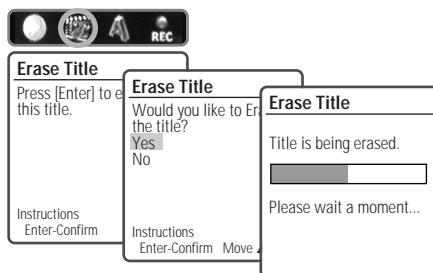 REC
Erase Title
Press [Enter] to e
this title.
Instructions
Enter-Confirm
Erase Title
Would you like to Er
the title?
Yes
No
Instructions
Enter-Confirm Move
Erase Title
Title is being erased.
Please wait a moment...